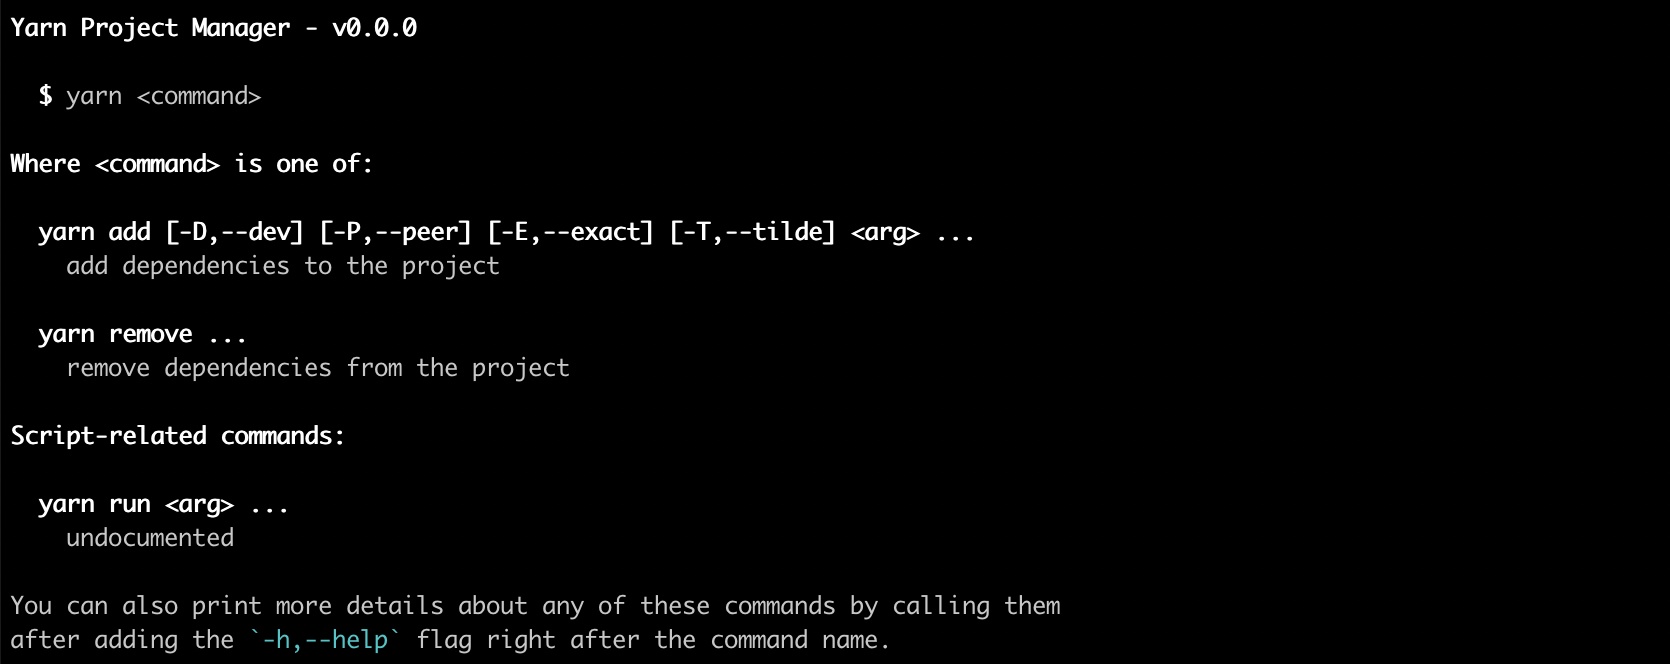 Yarn Project Manager - v0.0.0
$ yarn <command>
Where <command> is one of:
yarn add [-D,--dev] [-P,--peer] [-E,--exact] [-T,--tilde] <arg> ...
add dependencies to the project
yarn remove ...
remove dependencies from the project
Script-related commands:
yarn run <arg> ...
undocumented
You can also print more details about any of these commands by calling them
after adding the `-h,--help` flag right after the command name.